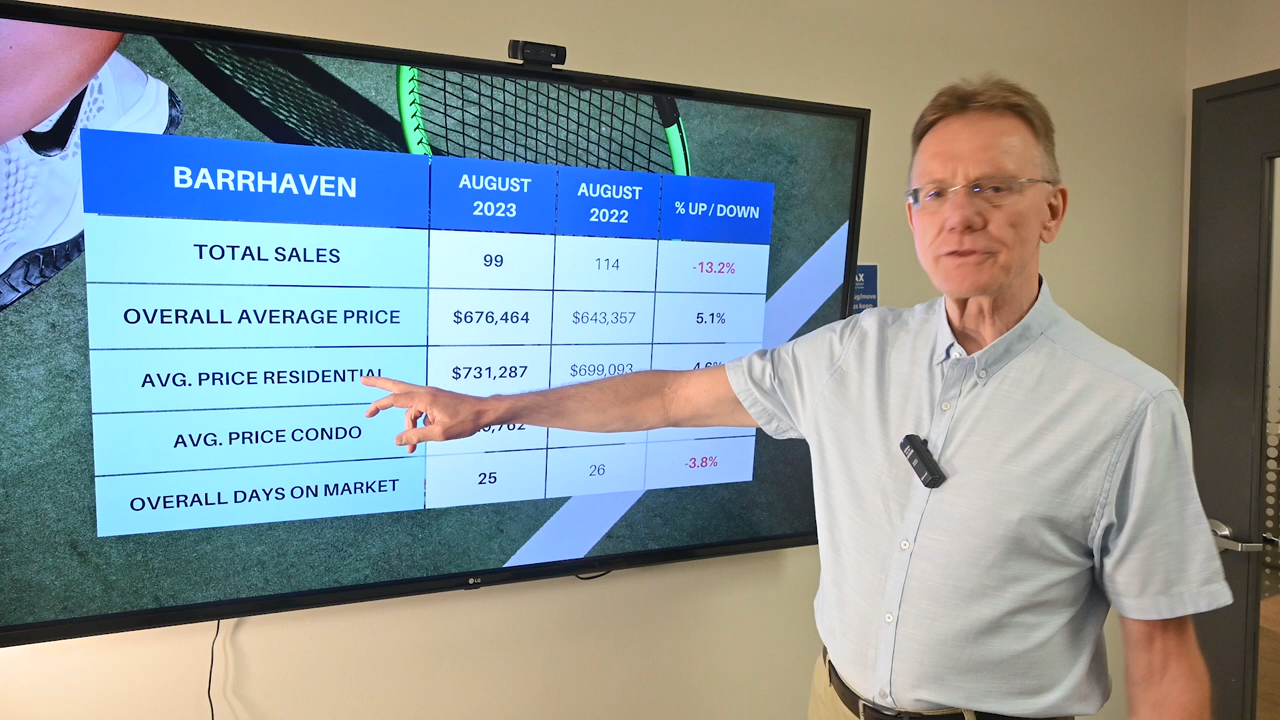 BARRHAVEN AUGUST 2023 AUGUST 2022 % UP / DOWN
TOTAL SALES 99 114 -13.2%
OVERALL AVERAGE PRICE $676,464 $643,357 5.1%
AVG. PRICE RESIDENTIAL $731,287 $699,093 4.6%
AVG. PRICE CONDO
OVERALL DAYS ON MARKET 25 26 -3.8%
LG